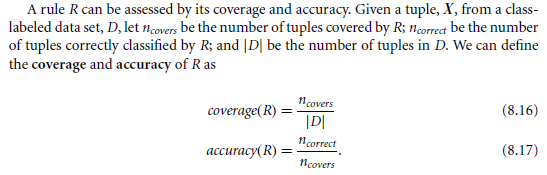 A rule R can be assessed by its coverage and accuracy. Given a tuple, X, from a class-
labeled data set, D, let n_covers be the number of tuples covered by R; n_correct be the number
of tuples correctly classified by R; and |D| be the number of tuples in D. We can define
the coverage and accuracy of R as
coverage(R) = n_covers / |D| (8.16)
accuracy(R) = n_correct / n_covers. (8.17)